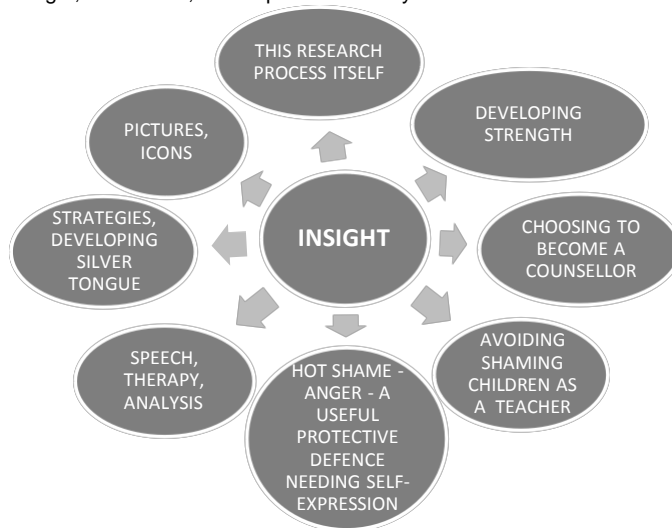 THIS RESEARCH
PROCESS ITSELF
DEVELOPING
STRENGTH
PICTURES,
ICONS
STRATEGIES,
DEVELOPING
SILVER
TONGUE
INSIGHT
CHOOSING TO
BECOME A
COUNSELLOR
SPEECH,
THERAPY,
ANALYSIS
HOT SHAME -
ANGER - A
USEFUL
PROTECTIVE
DEFENCE
NEEDING SELF-
EXPRESSION
AVOIDING
SHAMING
CHILDREN AS
A TEACHER